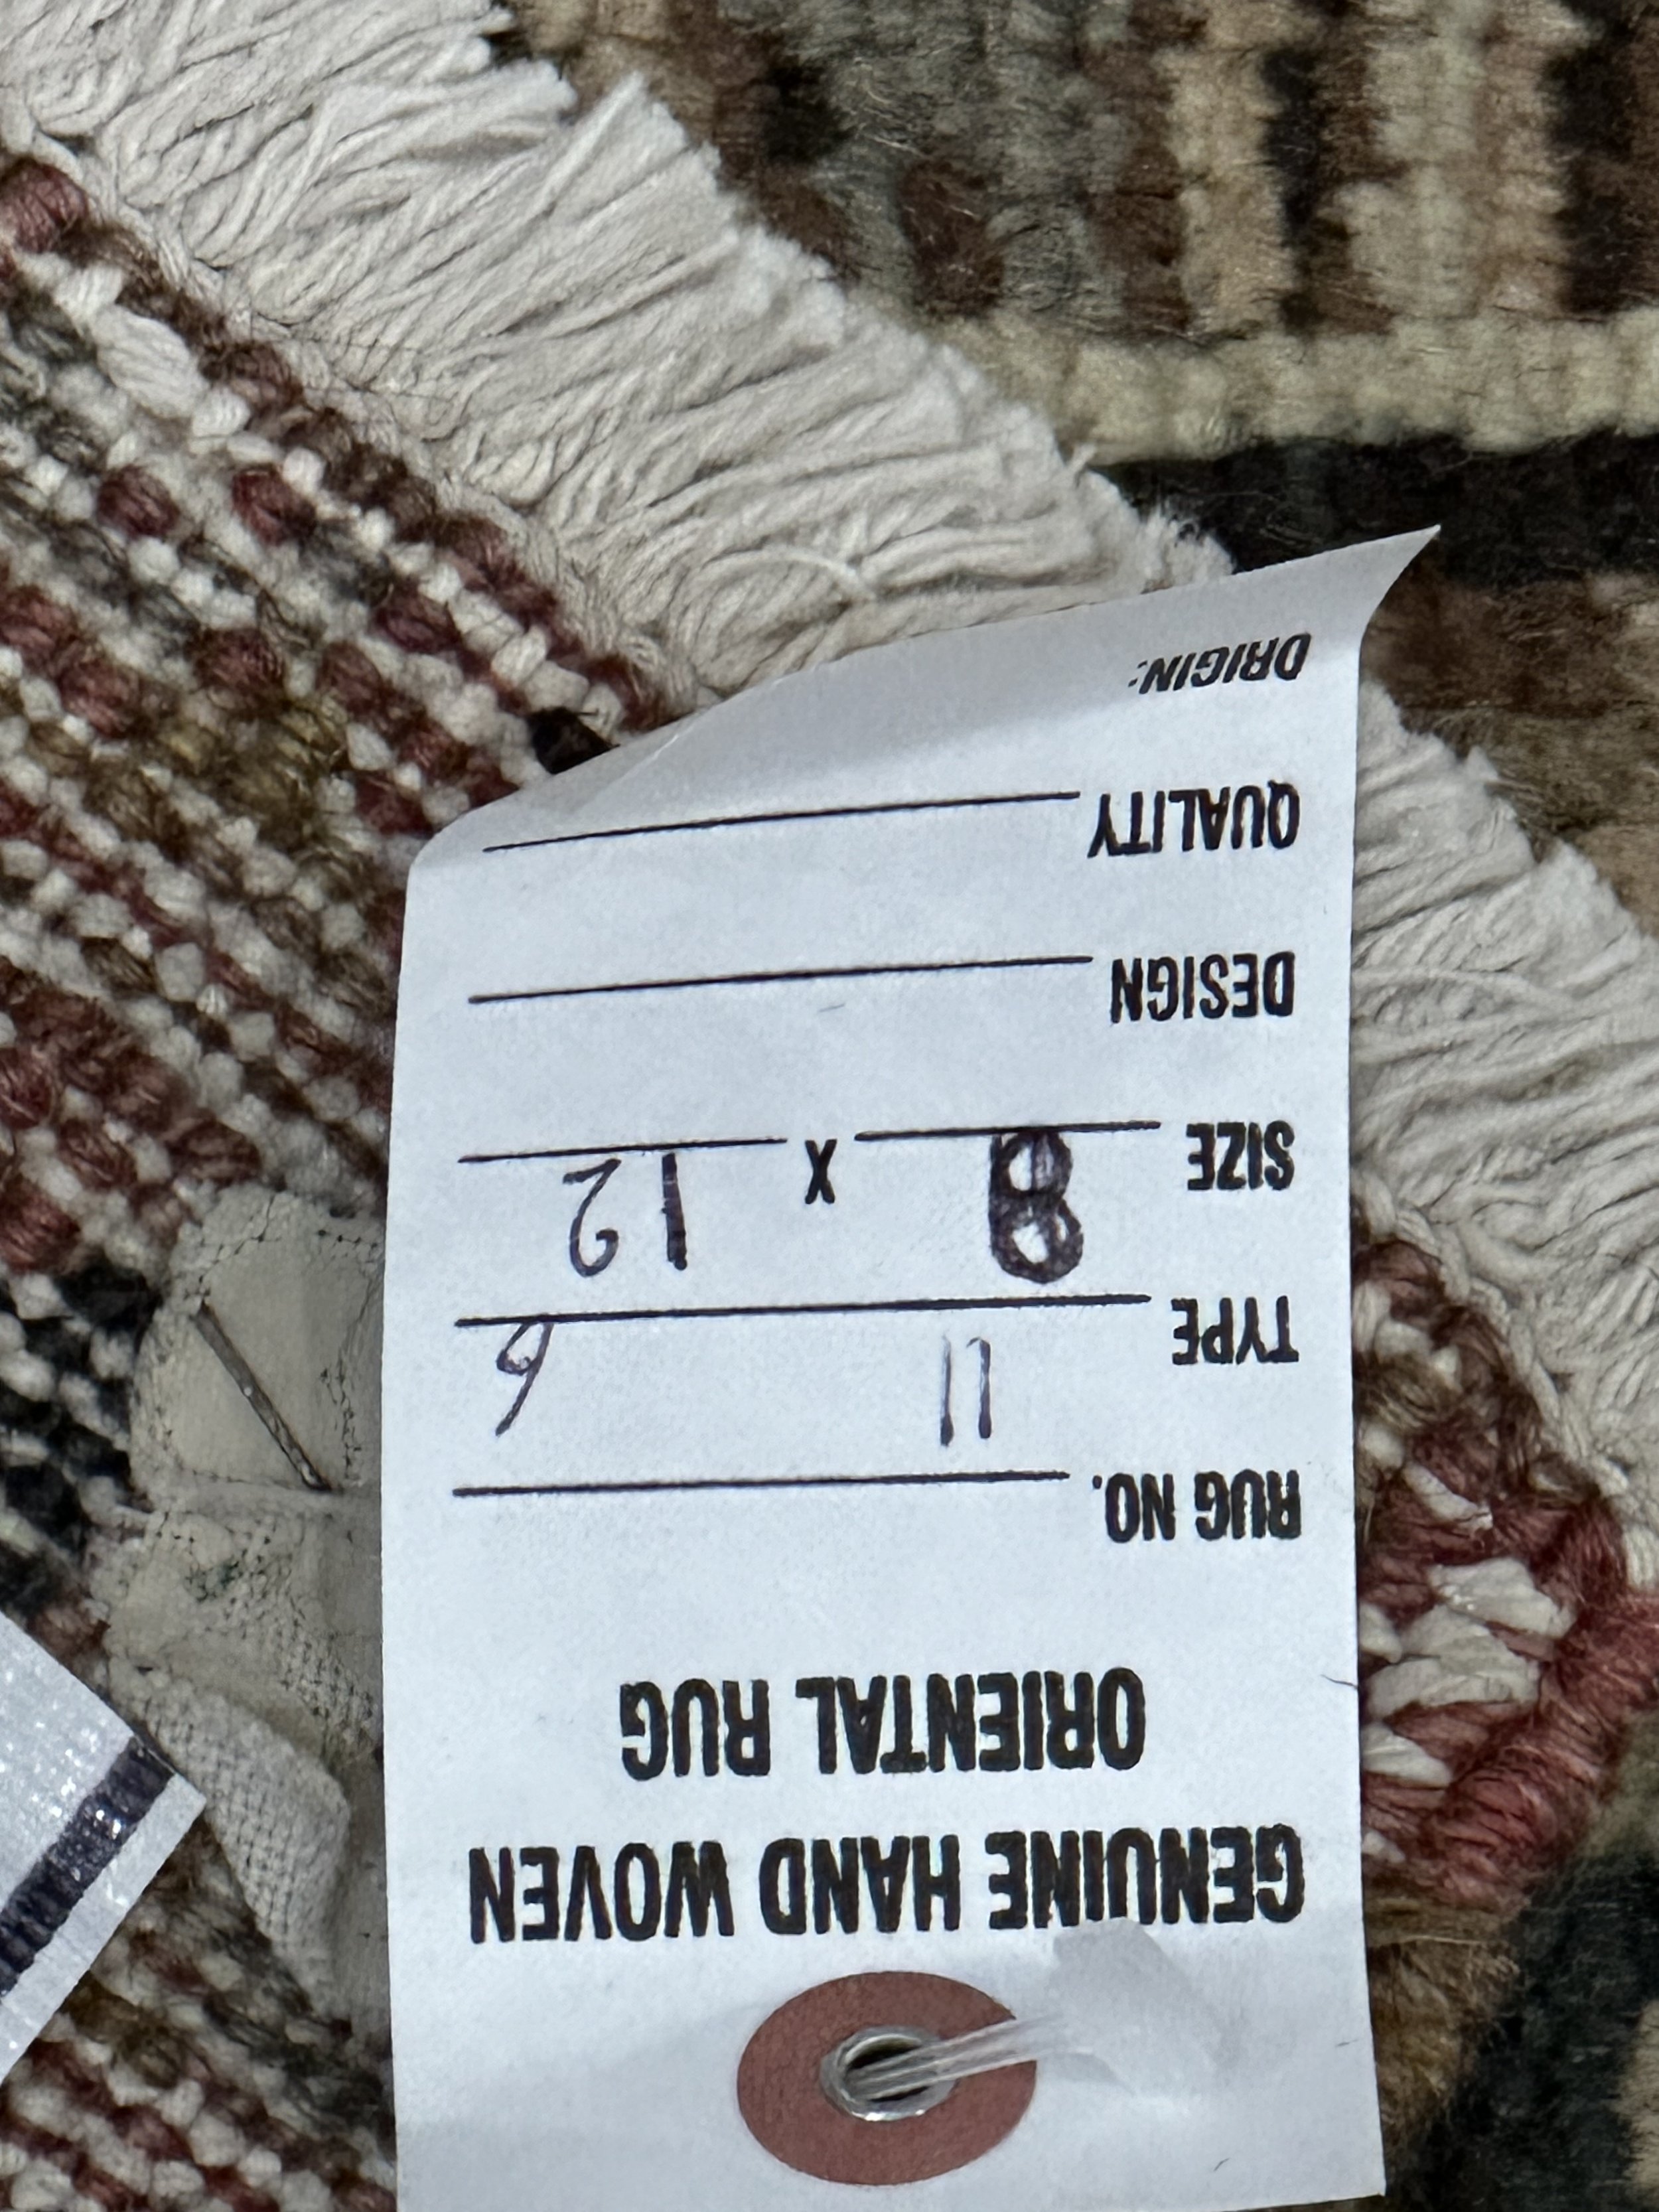 GENUINE HAND WOVEN
ORIENTAL RUG
RUG NO.
TYPE 11 6
SIZE 8 X 12
DESIGN
QUALITY
ORIGIN: